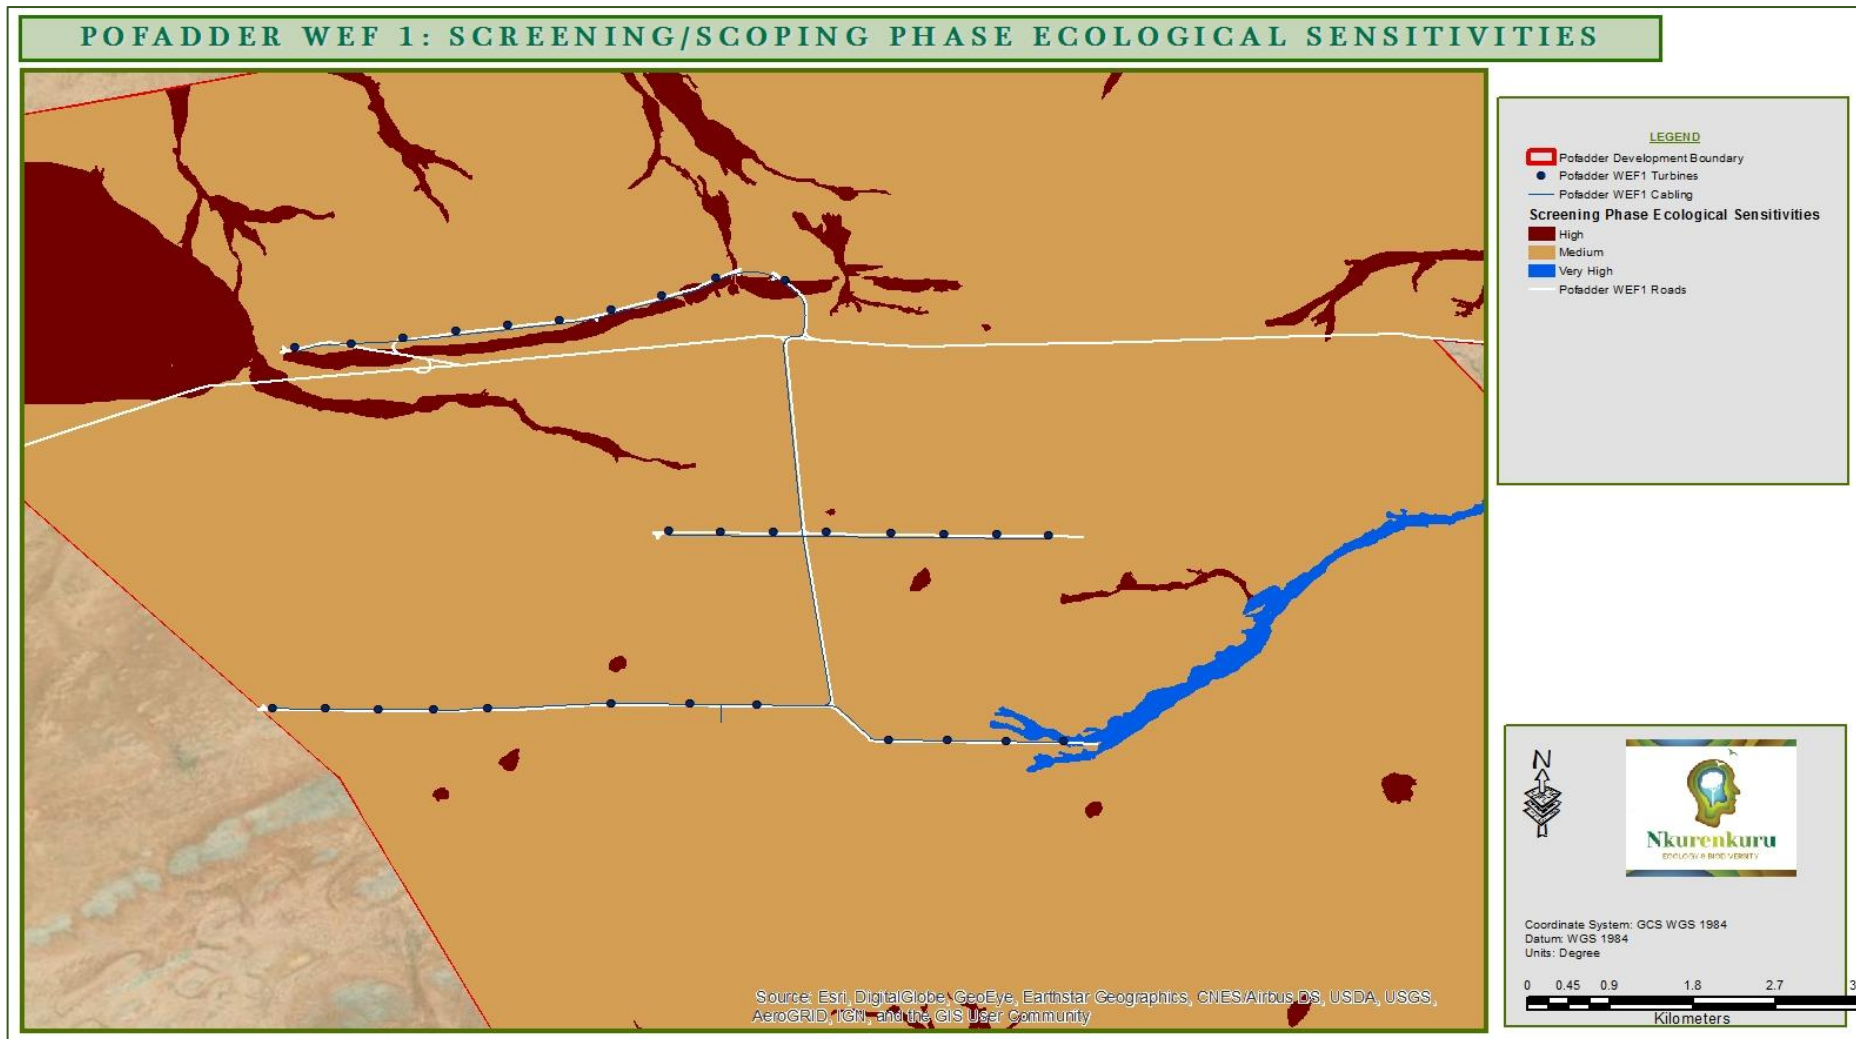 POFADDER WEF 1: SCREENING/SCOPING PHASE ECOLOGICAL SENSITIVITIES
LEGEND
Pofadder Development Boundary
Pofadder WEF1 Turbines
Pofadder WEF1 Cabling
Screening Phase Ecological Sensitivities
High
Medium
Very High
Pofadder WEF1 Roads
N
Nkurenkuru
ECOLOGY & BIODIVERSITY
Coordinate System: GCS WGS 1984
Datum: WGS 1984
Units: Degree
0 0.45 0.9 1.8 2.7 3
Kilometers
Source: Esri, DigitalGlobe, GeoEye, Earthstar Geographics, CNES/Airbus DS, USDA, USGS,
AeroGRID, IGN, and the GIS User Community